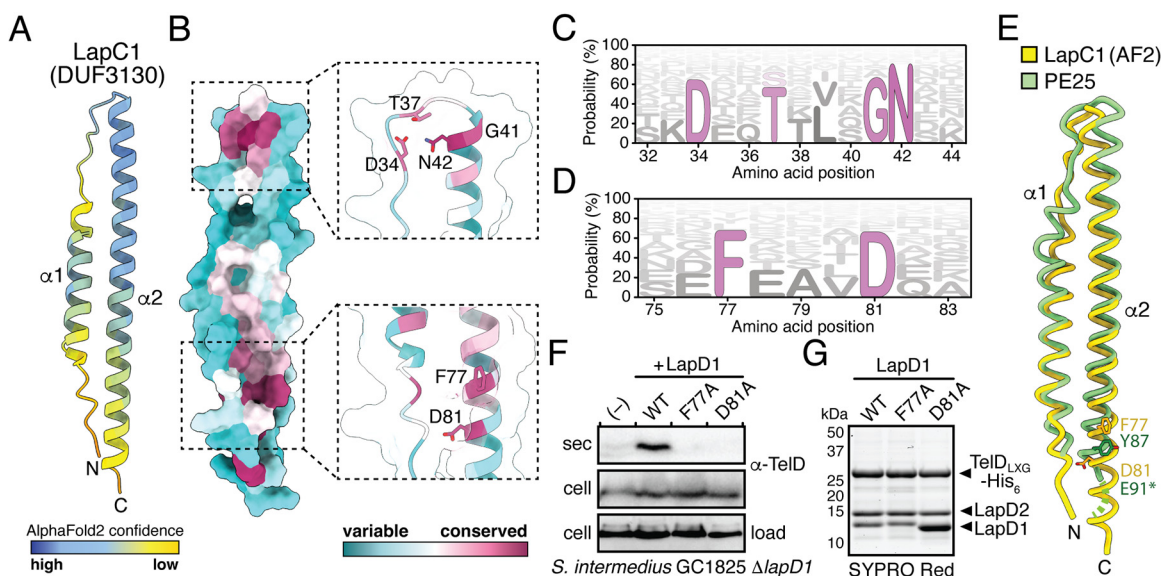 A
LapC1
(DUF3130)
α1
α2
N
C
AlphaFold2 confidence
high
low
B
T37
G41
D34
N42
F77
D81
variable
conserved
C
Probability (%)
100
80
60
40
20
0
32
34
36
38
40
42
44
Amino acid position
D
Probability (%)
100
80
60
40
20
0
75
77
79
81
83
Amino acid position
E
LapC1 (AF2)
PE25
α1
α2
F77
Y87
D81
E91*
N
C
F
+LapD1
(–)
WT
F77A
D81A
sec
α-TelD
cell
cell
load
S. intermedius GC1825 ΔlapD1
G
LapD1
WT
F77A
D81A
kDa
50
37
25
20
15
10
TelD_LXG
-His6
LapD2
LapD1
SYPRO Red